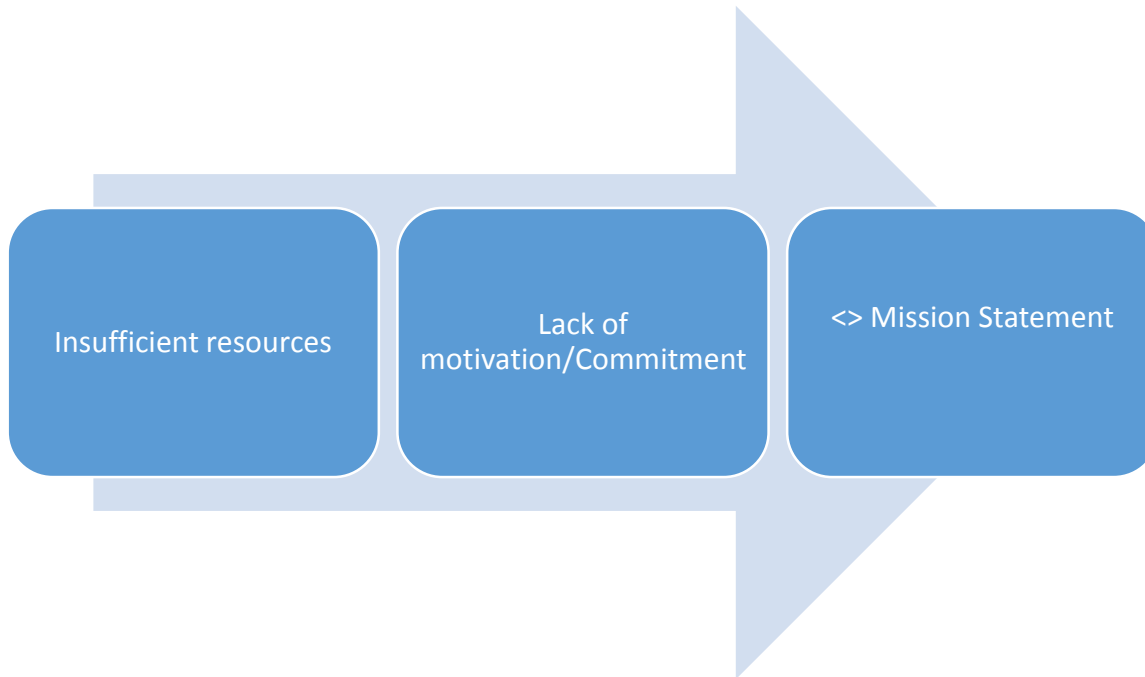 Insufficient resources
Lack of
motivation/Commitment
<> Mission Statement